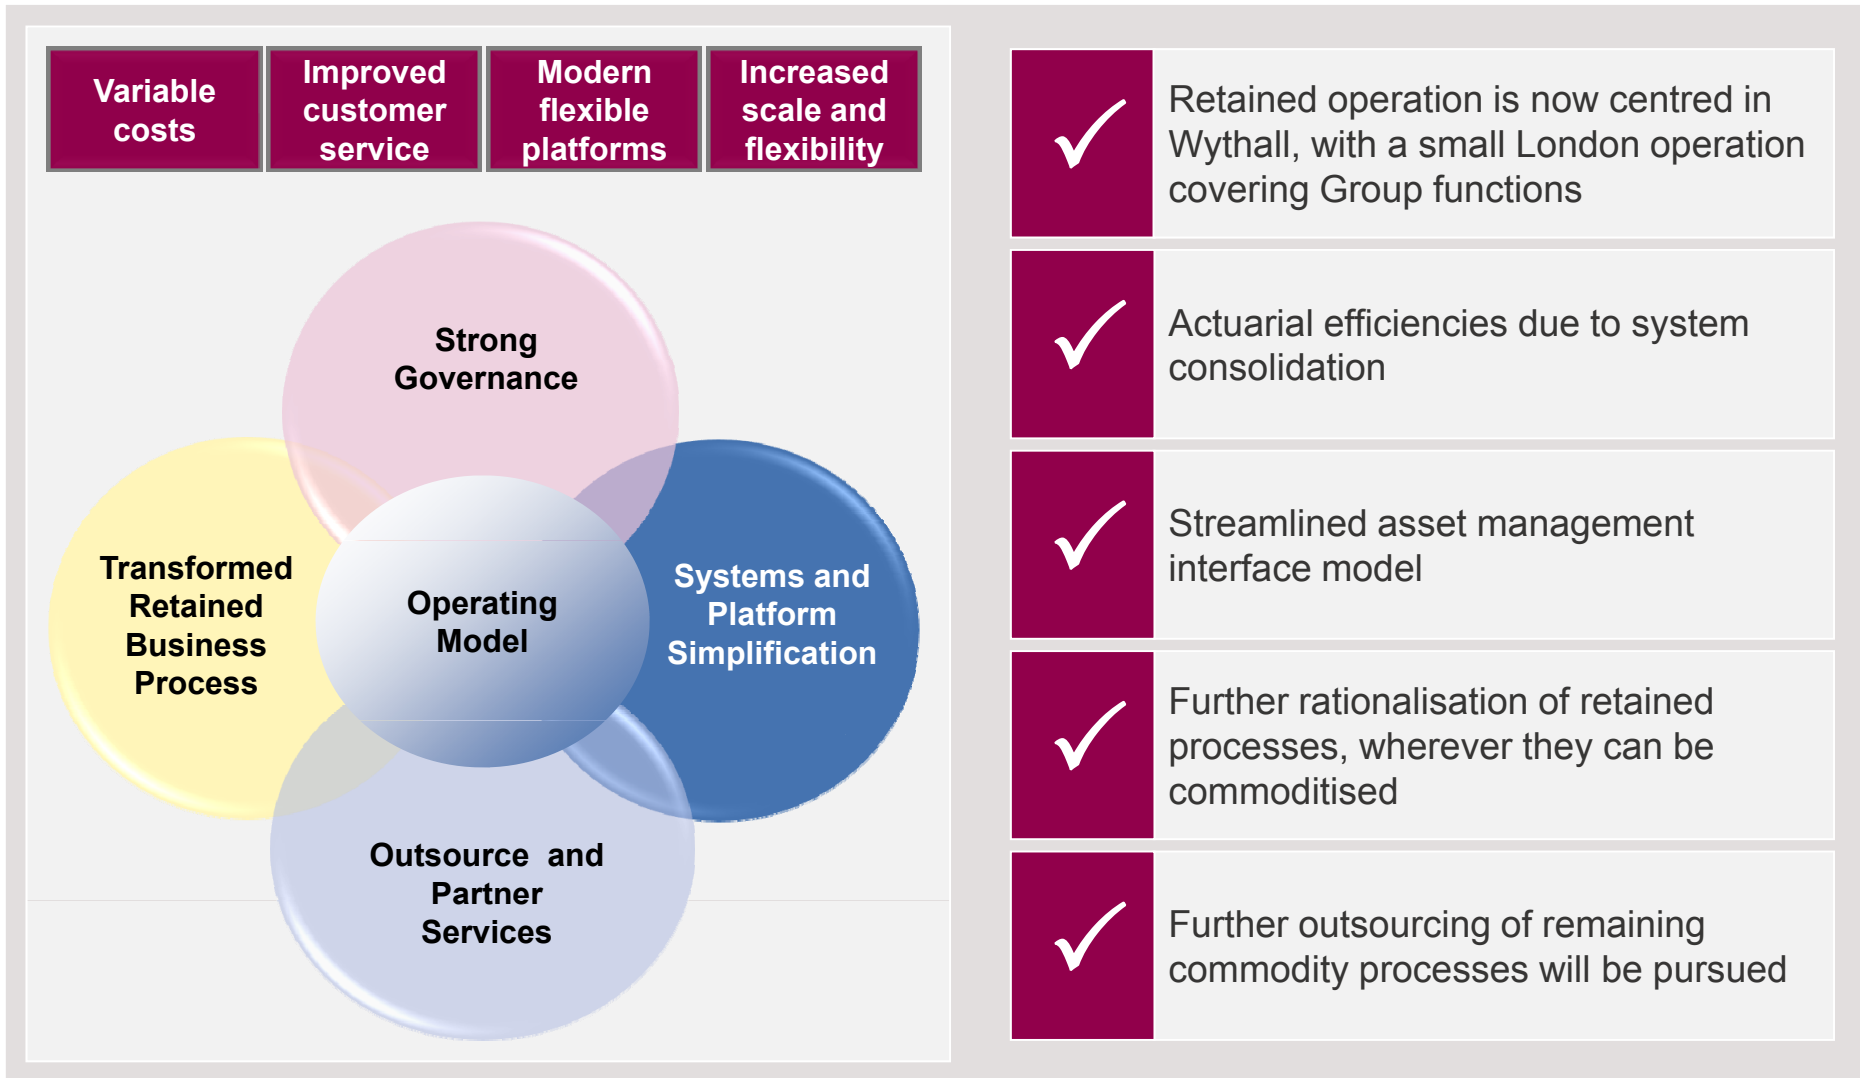 Variable
costs
Improved
customer
service
Modern
flexible
platforms
Increased
scale and
flexibility
Strong
Governance
Transformed
Retained
Business
Process
Operating
Model
Systems and
Platform
Simplification
Outsource and
Partner
Services
Retained operation is now centred in
Wythall, with a small London operation
covering Group functions
Actuarial efficiencies due to system
consolidation
Streamlined asset management
interface model
Further rationalisation of retained
processes, wherever they can be
commoditised
Further outsourcing of remaining
commodity processes will be pursued